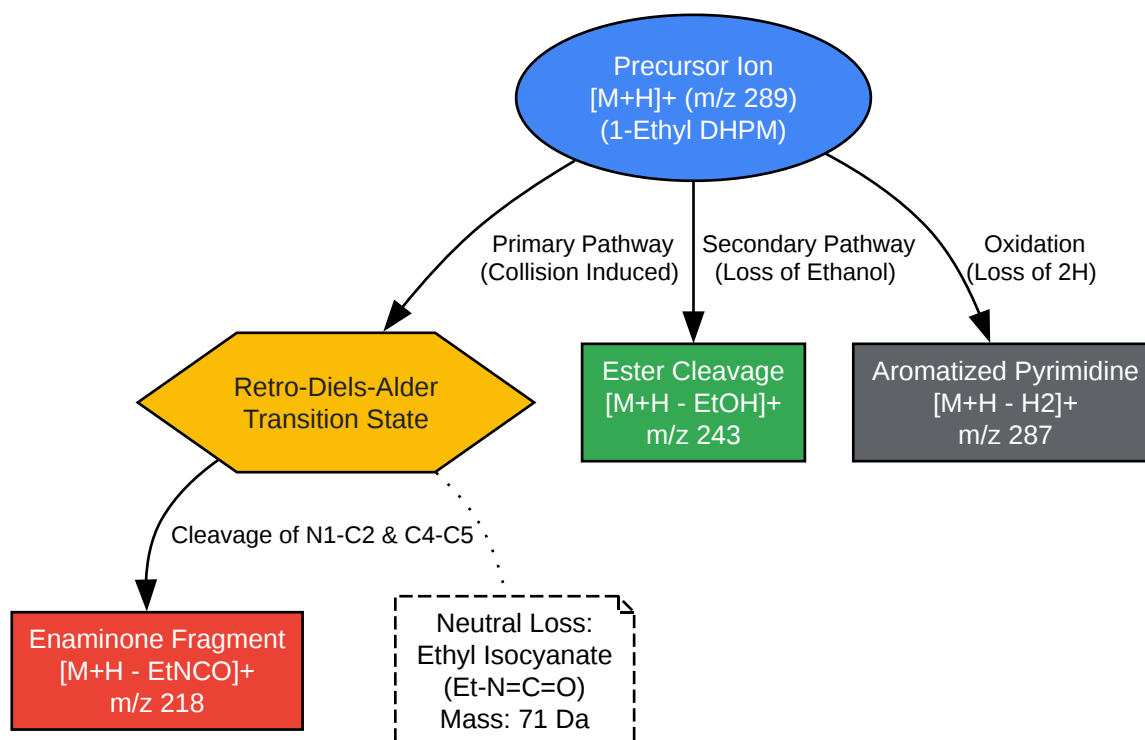 Precursor Ion
[M+H]+ (m/z 289)
(1-Ethyl DHPM)
Primary Pathway
(Collision Induced)
Secondary Pathway
(Loss of Ethanol)
Oxidation
(Loss of 2H)
Retro-Diels-Alder
Transition State
Ester Cleavage
[M+H - EtOH]+
m/z 243
Aromatized Pyrimidine
[M+H - H2]+
m/z 287
Cleavage of N1-C2 & C4-C5
Enaminone Fragment
[M+H - EtNCO]+
m/z 218
Neutral Loss:
Ethyl Isocyanate
(Et-N=C=O)
Mass: 71 Da